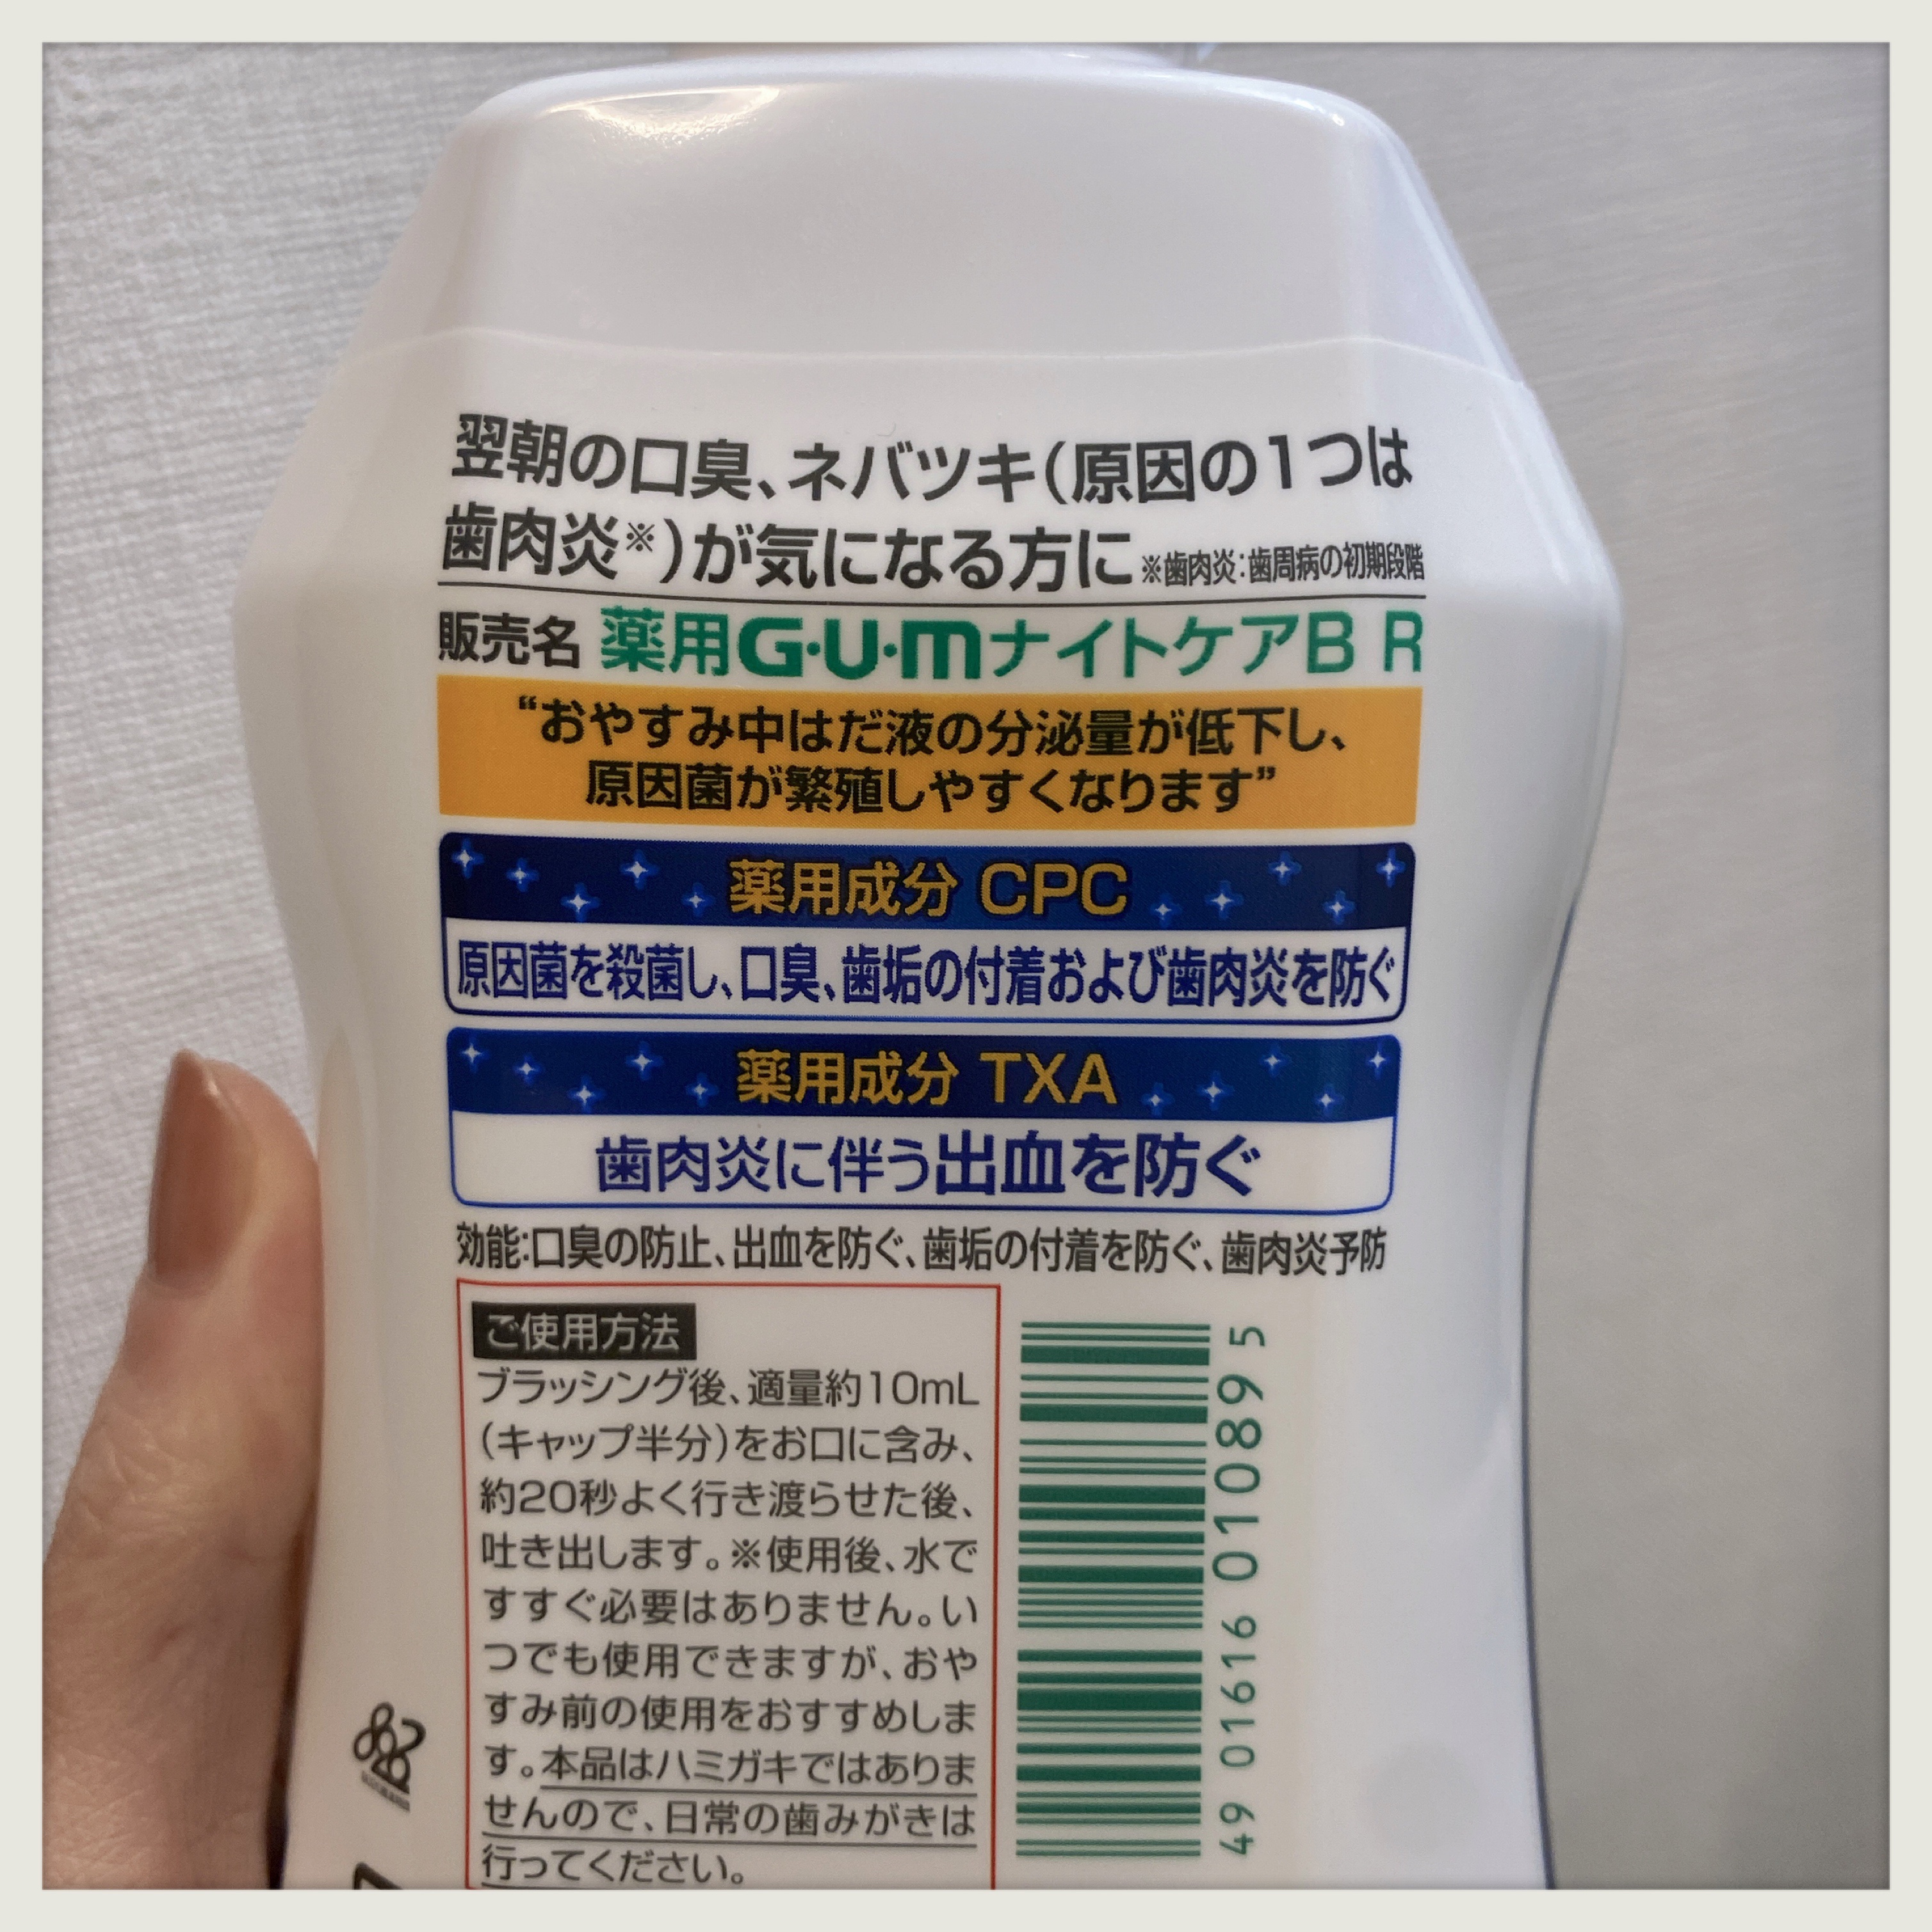 翌朝の口臭、ネバツキ(原因の1つは
歯肉炎※)が気になる方に ※歯肉炎:歯周病の初期段階
販売名 薬用G・U・mナイトケアB R
“おやすみ中はだ液の分泌量が低下し、
原因菌が繁殖しやすくなります”
薬用成分 CPC
原因菌を殺菌し、口臭、歯垢の付着および歯肉炎を防ぐ
薬用成分 TXA
歯肉炎に伴う出血を防ぐ
効能:口臭の防止、出血を防ぐ、歯垢の付着を防ぐ、歯肉炎予防
ご使用方法
ブラッシング後、適量約10mL
(キャップ半分)をお口に含み、
約20秒よく行き渡らせた後、
吐き出します。※使用後、水で
すすぐ必要はありません。い
つでも使用できますが、おや
すみ前の使用をおすすめしま
す。本品はハミガキではありま
せんので、日常の歯みがきは
行ってください。
49 01616 01089 5